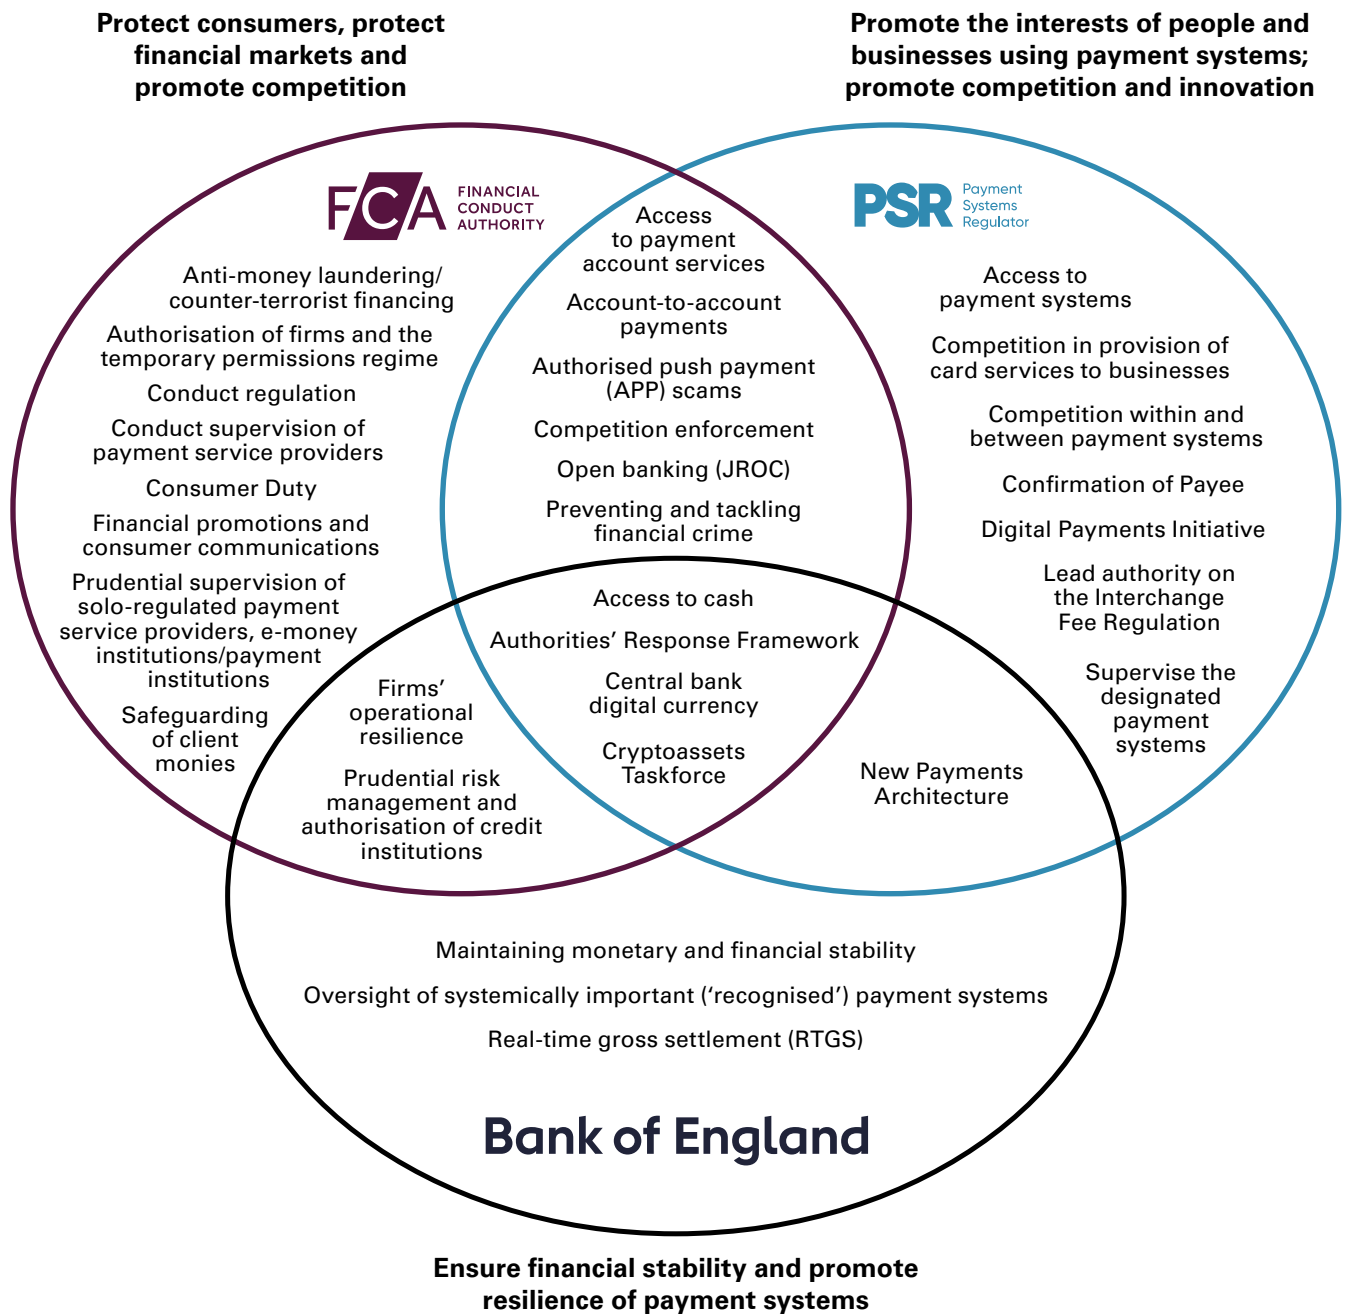 Protect consumers, protect
financial markets and
promote competition
Promote the interests of people and
businesses using payment systems;
promote competition and innovation
FCA
FINANCIAL
CONDUCT
AUTHORITY
Anti-money laundering/
counter-terrorist financing
Authorisation of firms and the
temporary permissions regime
Conduct regulation
Conduct supervision of
payment service providers
Consumer Duty
Financial promotions and
consumer communications
Prudential supervision of
solo-regulated payment
service providers, e-money
institutions/payment
institutions
Safeguarding
of client
monies
Access
to payment
account services
Account-to-account
payments
Authorised push payment
(APP) scams
Competition enforcement
Open banking (JROC)
Preventing and tackling
financial crime
PSR
Payment
Systems
Regulator
Access to
payment systems
Competition in provision of
card services to businesses
Competition within and
between payment systems
Confirmation of Payee
Digital Payments Initiative
Lead authority on
the Interchange
Fee Regulation
Supervise the
designated
payment
systems
Access to cash
Authorities’ Response Framework
Central bank
digital currency
Cryptoassets
Taskforce
Firms’
operational
resilience
Prudential risk
management and
authorisation of credit
institutions
New Payments
Architecture
Maintaining monetary and financial stability
Oversight of systemically important (‘recognised’) payment systems
Real-time gross settlement (RTGS)
Bank of England
Ensure financial stability and promote
resilience of payment systems